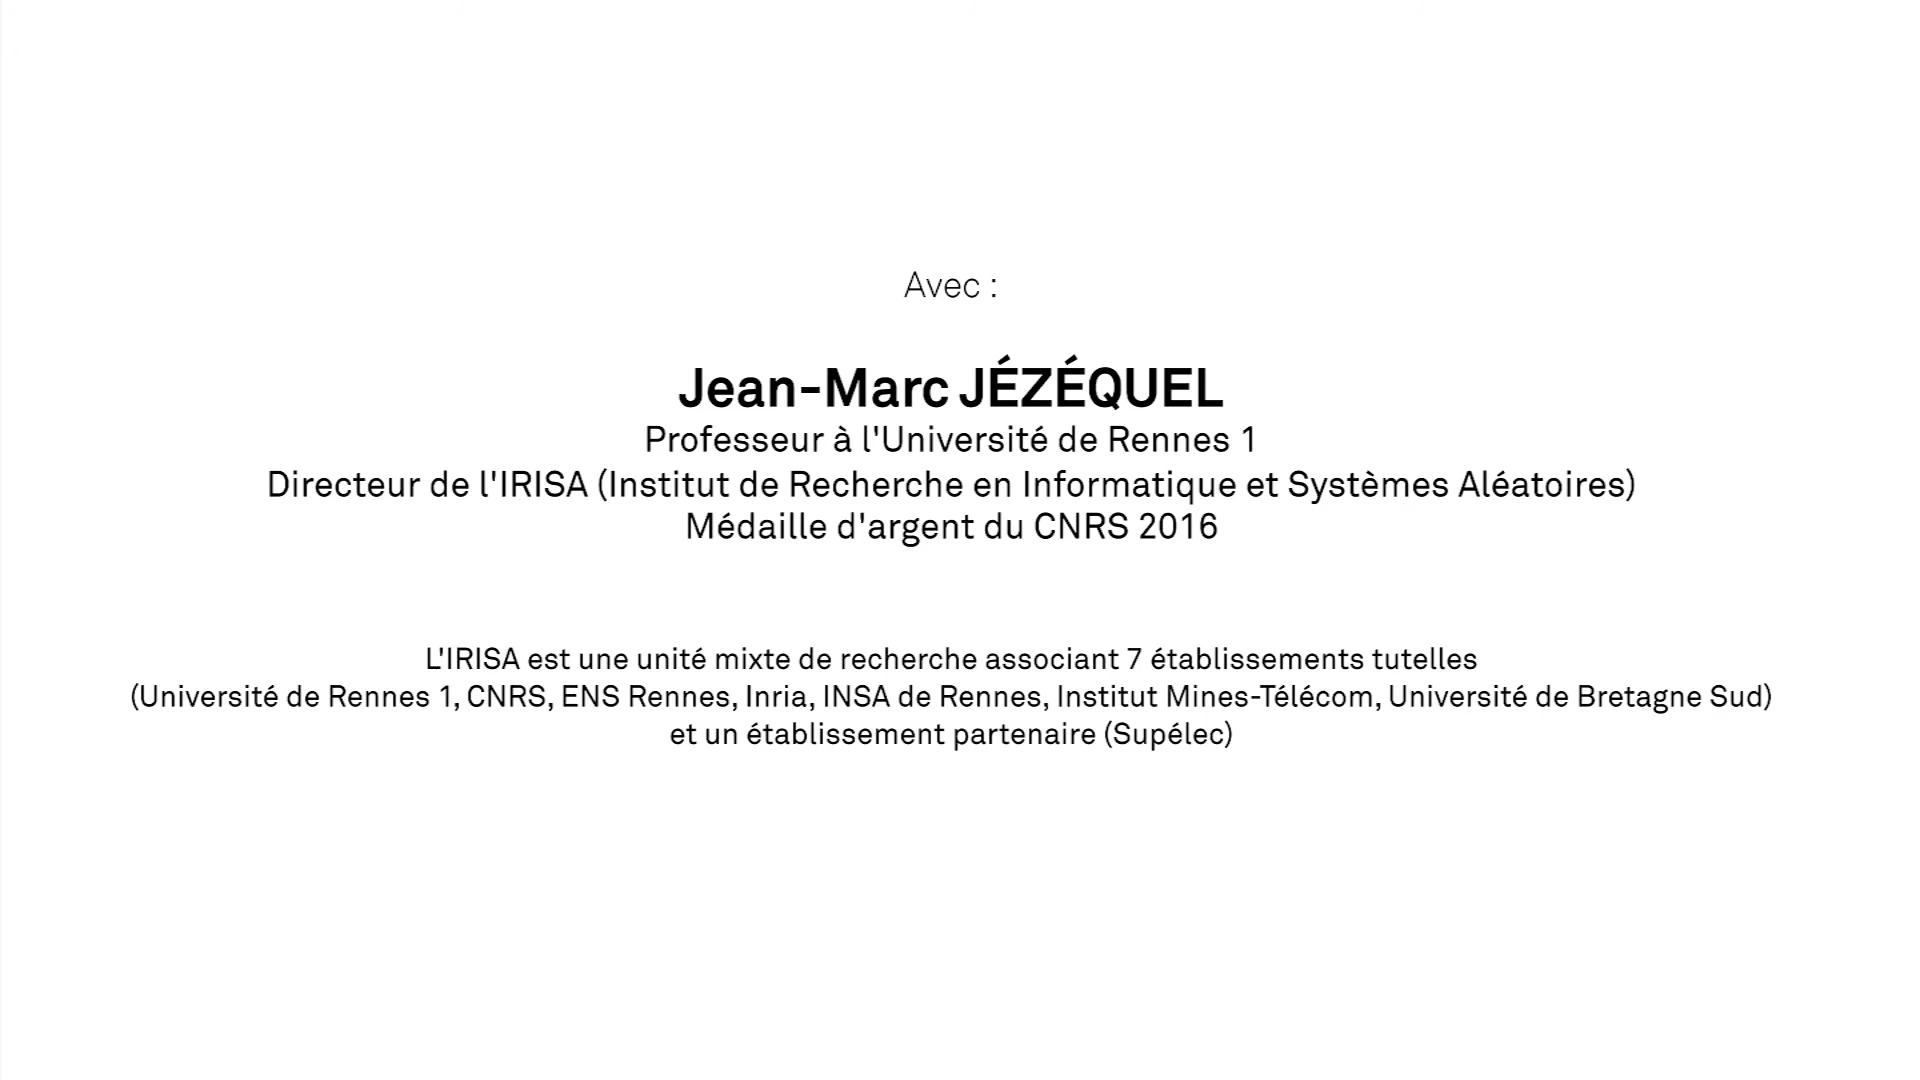 Avec :
Jean-Marc JÉZÉQUEL
Professeur à l'Université de Rennes 1
Directeur de l'IRISA (Institut de Recherche en Informatique et Systèmes Aléatoires)
Médaille d'argent du CNRS 2016
L'IRISA est une unité mixte de recherche associant 7 établissements tutelles
(Université de Rennes 1, CNRS, ENS Rennes, Inria, INSA de Rennes, Institut Mines-Télécom, Université de Bretagne Sud)
et un établissement partenaire (Supélec)